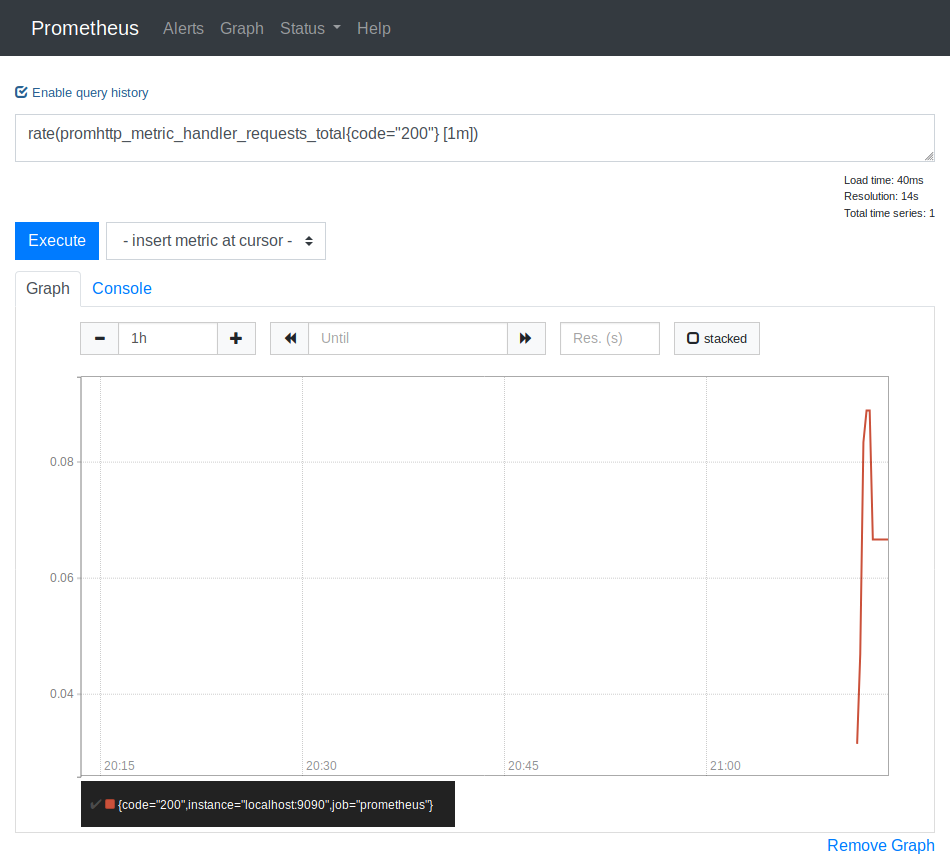 Prometheus Alerts Graph Status Help
Enable query history
rate(promhttp_metric_handler_requests_total{code="200"} [1m])
Load time: 40ms
Resolution: 14s
Total time series: 1
Execute - insert metric at cursor -
Graph Console
1h Until Res. (s) stacked
0.08
0.06
0.04
20:15 20:30 20:45 21:00
{code="200",instance="localhost:9090",job="prometheus"}
Remove Graph